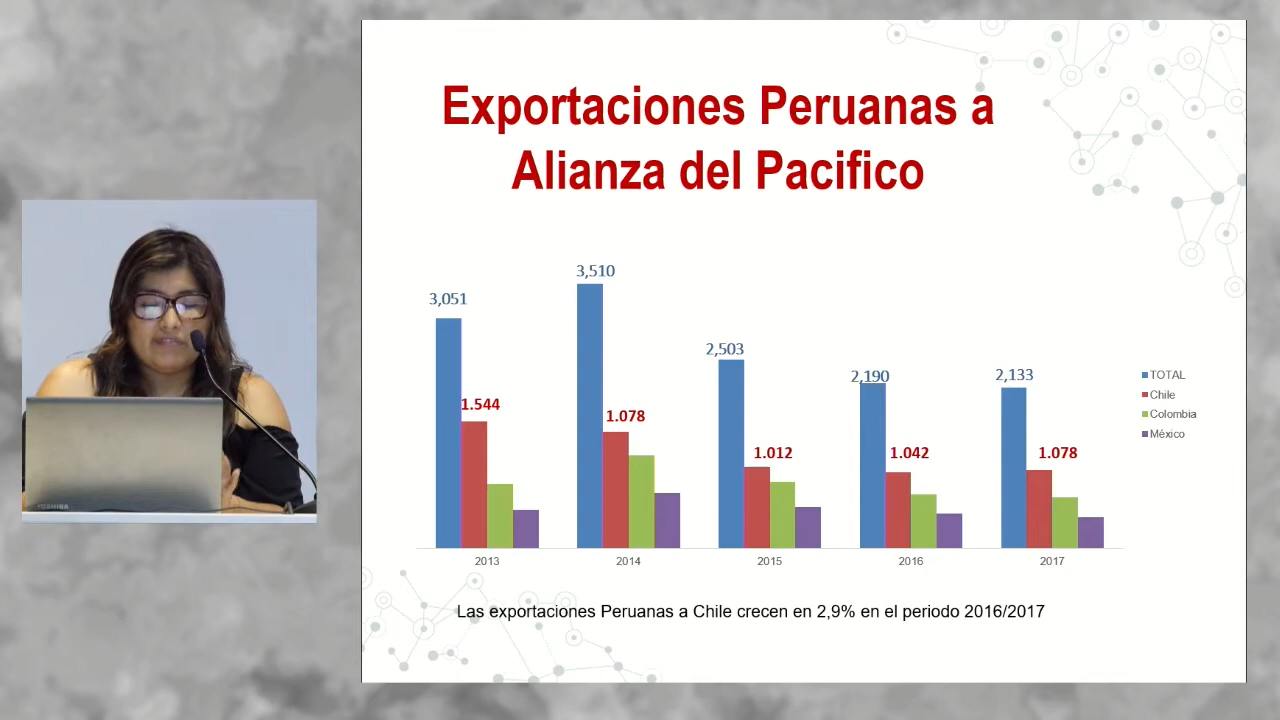 Exportaciones Peruanas a
Alianza del Pacifico
3,051
3,510
2,503
2,190
2,133
1.544
1.078
1.012
1.042
1.078
TOTAL
Chile
Colombia
México
2013
2014
2015
2016
2017
Las exportaciones Peruanas a Chile crecen en 2,9% en el periodo 2016/2017
TOSHIBA